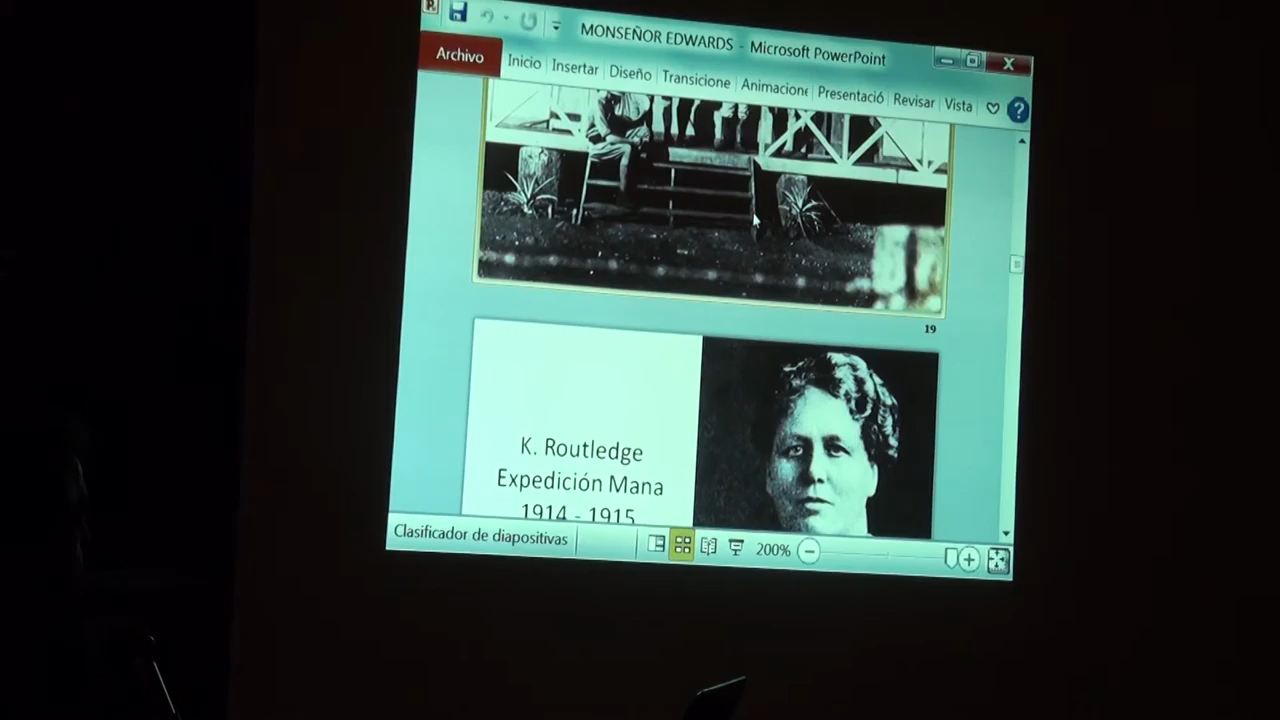 MONSEÑOR EDWARDS - Microsoft PowerPoint
Archivo Inicio Insertar Diseño Transicione Animacione Presentació Revisar Vista
19
K. Routledge
Expedición Mana
1914 - 1915
Clasificador de diapositivas 200%